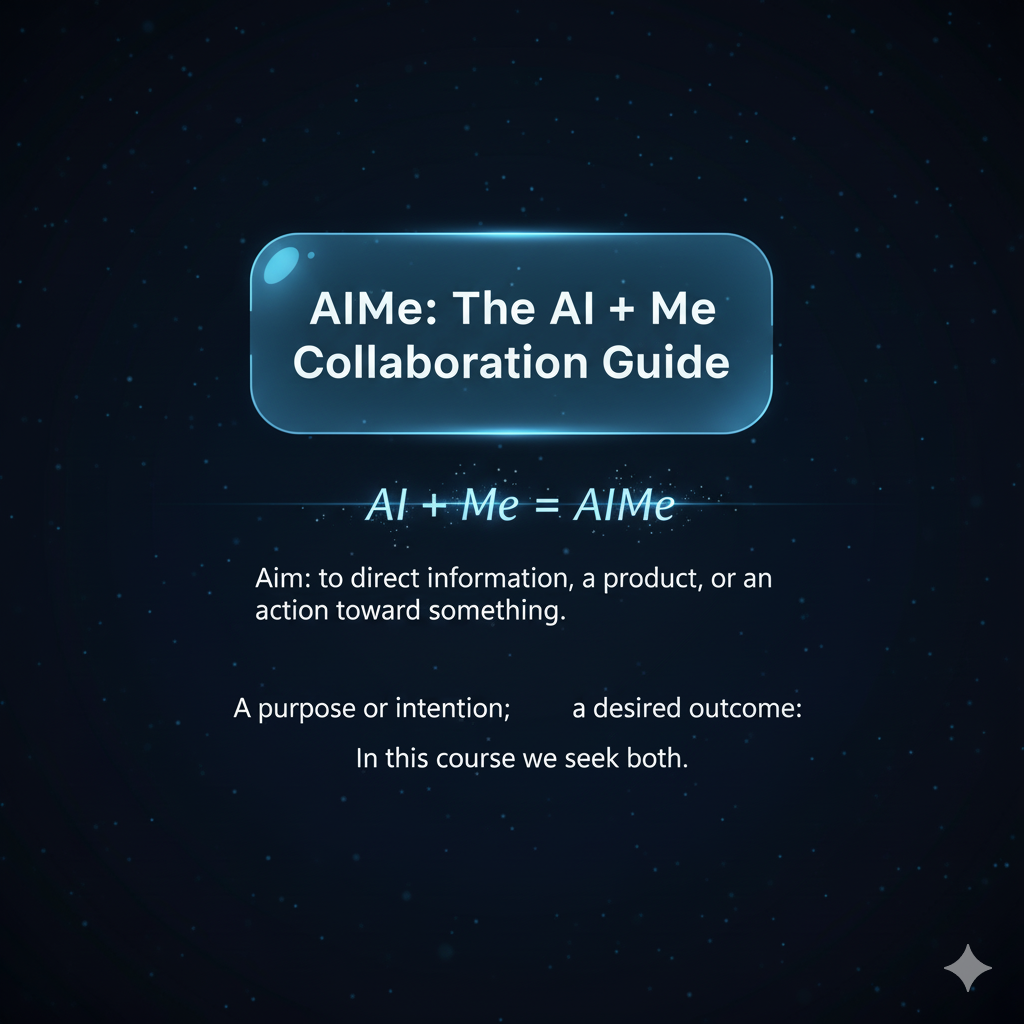 AIMe: The AI + Me
Collaboration Guide
AI + Me = AIMe
Aim: to direct information, a product, or an
action toward something.
A purpose or intention; a desired outcome:
In this course we seek both.